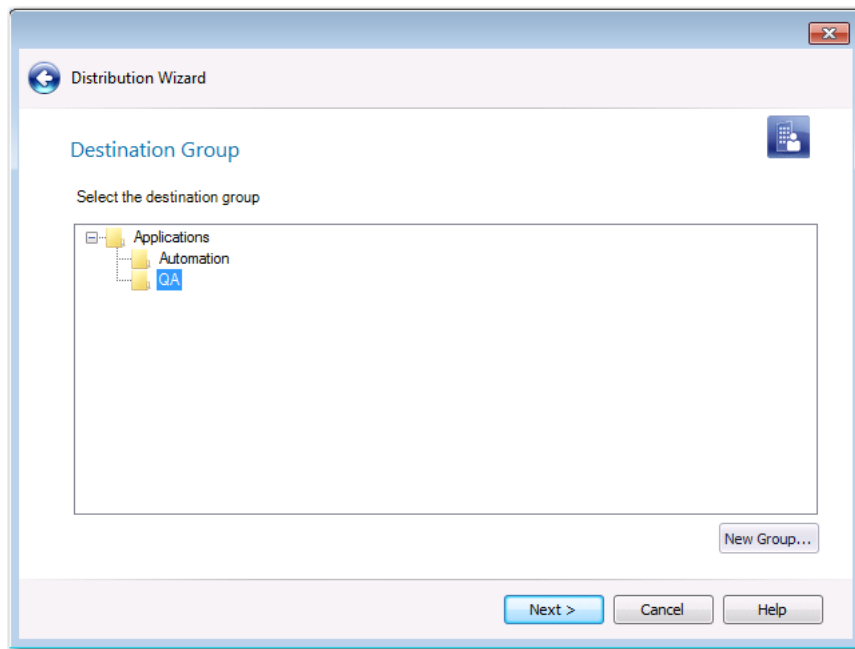 Distribution Wizard
Destination Group
Select the destination group
Applications
Automation
QA
New Group...
Next > Cancel Help